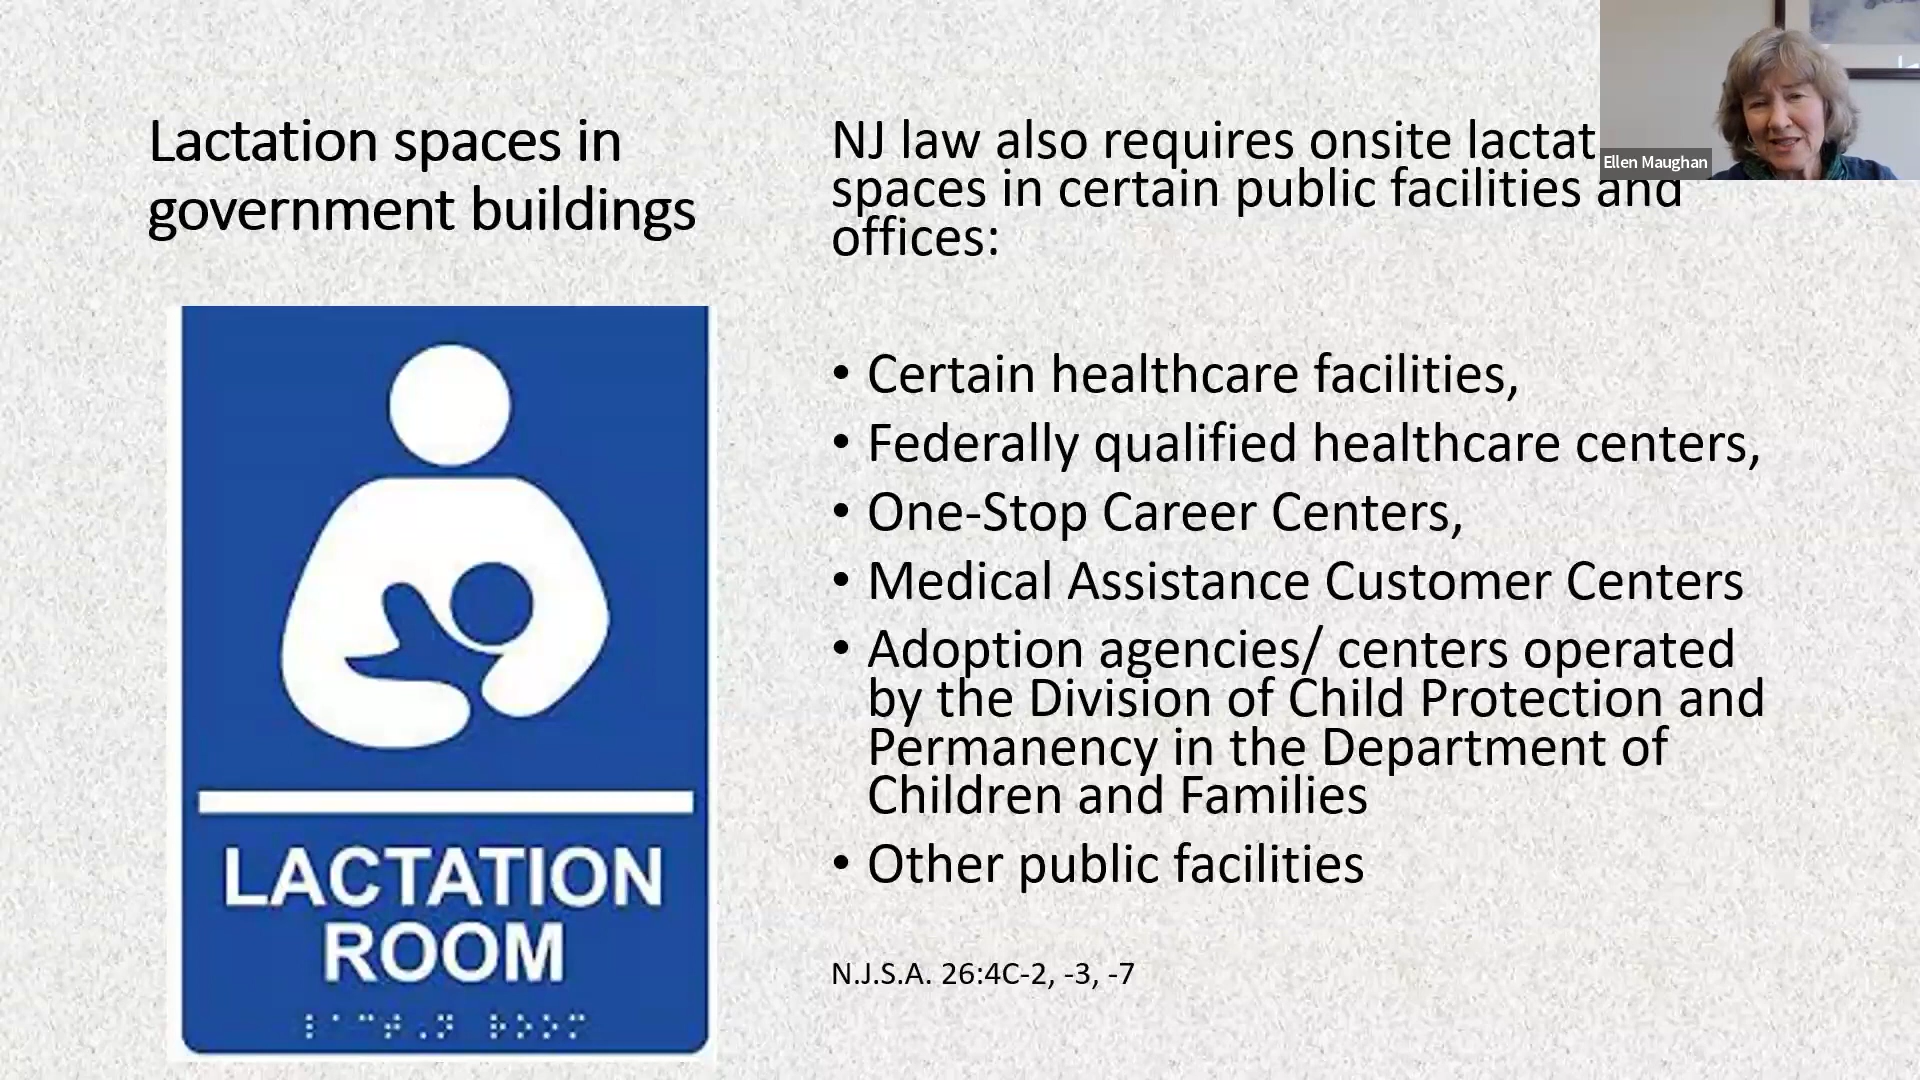 Lactation spaces in
government buildings
LACTATION
ROOM
NJ law also requires onsite
spaces in certain public facilities and
offices:
• Certain healthcare facilities,
• Federally qualified healthcare centers,
• One-Stop Career Centers,
• Medical Assistance Customer Centers
• Adoption agencies/ centers operated
by the Division of Child Protection and
Permanency in the Department of
Children and Families
• Other public facilities
N.J.S.A. 26:4C-2, -3, -7
Ellen Maughan